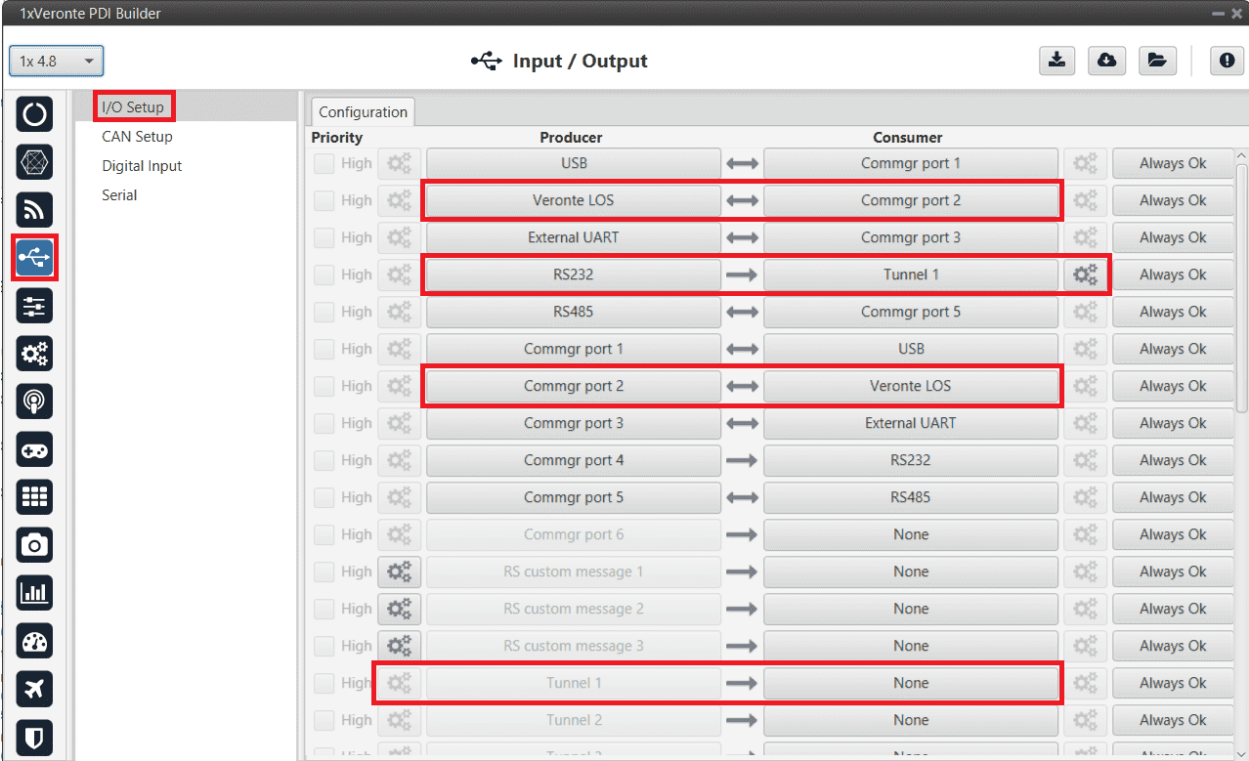 1xVeronte PDI Builder
1x 4.8
Input / Output
I/O Setup
CAN Setup
Digital Input
Serial
Configuration
Priority Producer Consumer
High USB Commgr port 1 Always Ok
High Veronte LOS Commgr port 2 Always Ok
High External UART Commgr port 3 Always Ok
High RS232 Tunnel 1 Always Ok
High RS485 Commgr port 5 Always Ok
High Commgr port 1 USB Always Ok
High Commgr port 2 Veronte LOS Always Ok
High Commgr port 3 External UART Always Ok
High Commgr port 4 RS232 Always Ok
High Commgr port 5 RS485 Always Ok
High Commgr port 6 None Always Ok
High RS custom message 1 None Always Ok
High RS custom message 2 None Always Ok
High RS custom message 3 None Always Ok
High Tunnel 1 None Always Ok
High Tunnel 2 None Always Ok